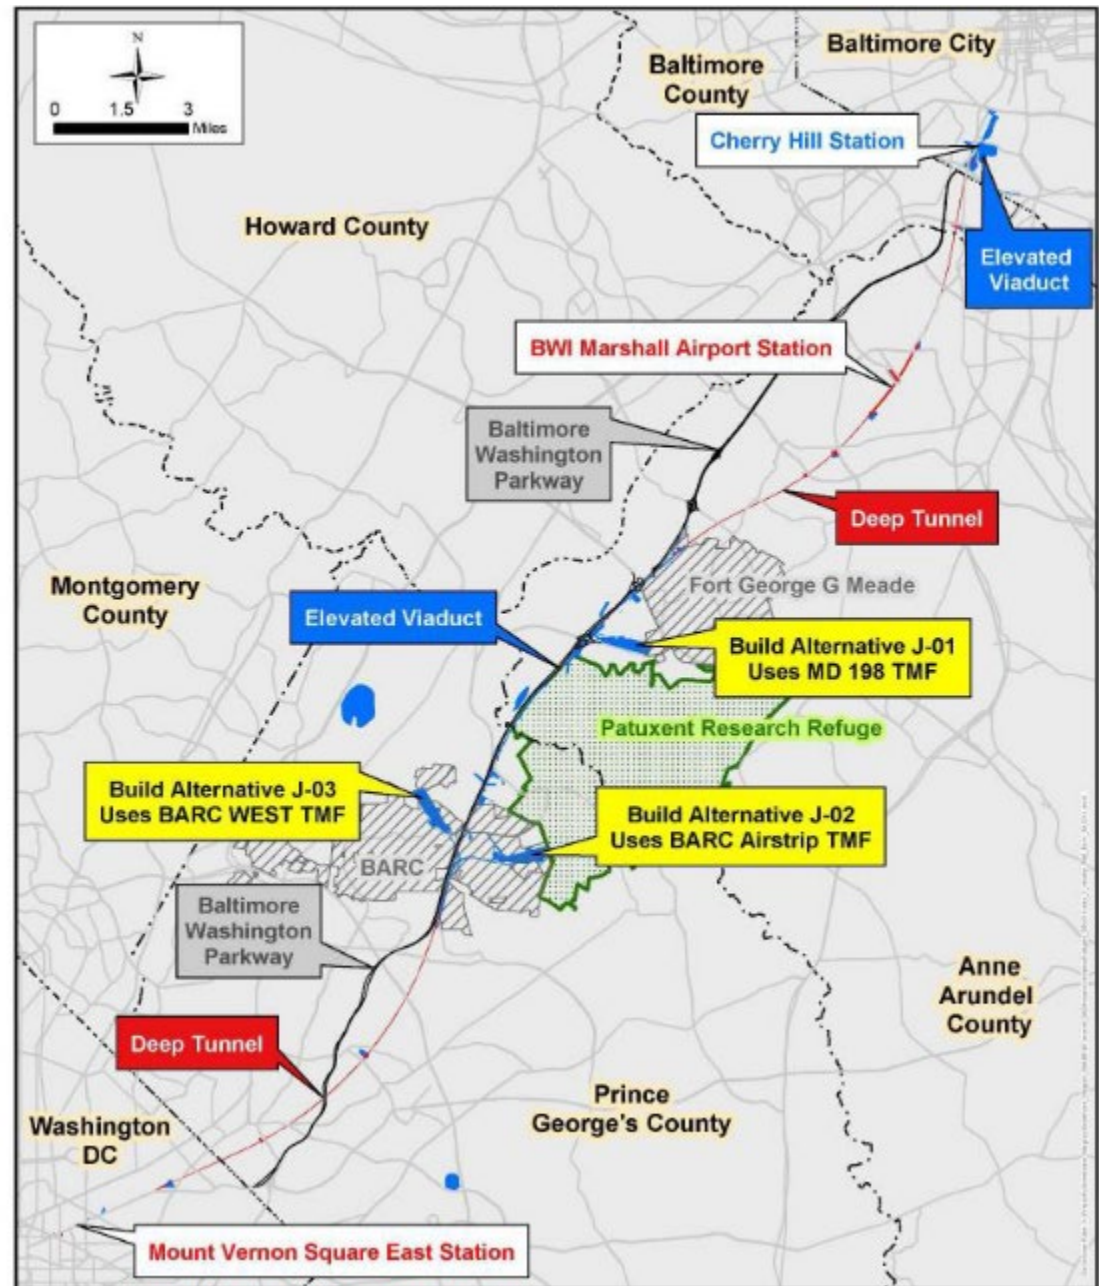 N
0 1.5 3
Miles
Baltimore City
Baltimore
County
Cherry Hill Station
Howard County
Elevated
Viaduct
BWI Marshall Airport Station
Baltimore
Washington
Parkway
Deep Tunnel
Fort George G Meade
Montgomery
County
Elevated Viaduct
Build Alternative J-01
Uses MD 198 TMF
Patuxent Research Refuge
Build Alternative J-03
Uses BARC WEST TMF
Build Alternative J-02
Uses BARC Airstrip TMF
BARC
Baltimore
Washington
Parkway
Anne
Arundel
County
Deep Tunnel
Prince
George's County
Washington
DC
Mount Vernon Square East Station